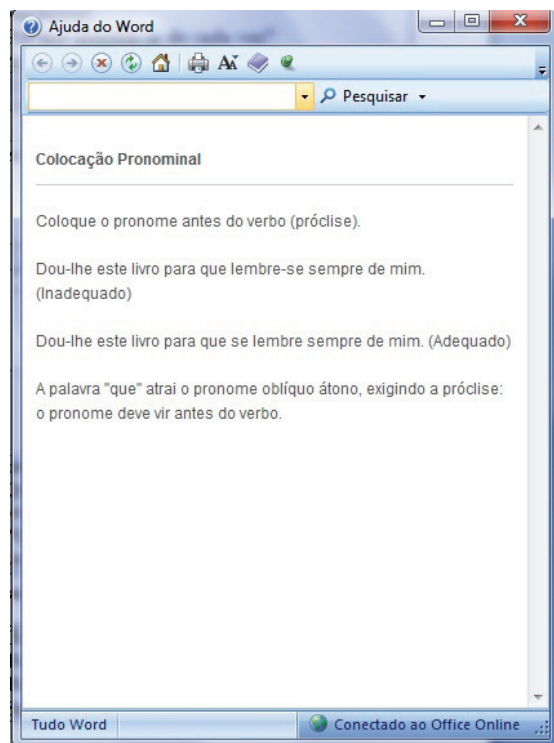 Ajuda do Word
Pesquisar
Colocação Pronominal
Coloque o pronome antes do verbo (próclise).
Dou-lhe este livro para que lembre-se sempre de mim.
(Inadequado)
Dou-lhe este livro para que se lembre sempre de mim. (Adequado)
A palavra "que" atrai o pronome oblíquo átono, exigindo a próclise:
o pronome deve vir antes do verbo.
Tudo Word
Conectado ao Office Online